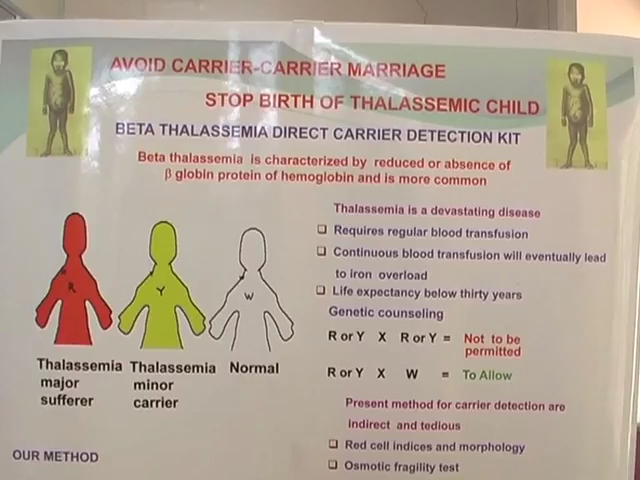 AVOID CARRIER-CARRIER MARRIAGE
STOP BIRTH OF THALASSEMIC CHILD
BETA THALASSEMIA DIRECT CARRIER DETECTION KIT
Beta thalassemia is characterized by reduced or absence of
β globin protein of hemoglobin and is more common
R
Y
W
Thalassemia major sufferer
Thalassemia minor carrier
Normal
Thalassemia is a devastating disease
❑ Requires regular blood transfusion
❑ Continuous blood transfusion will eventually lead
to iron overload
❑ Life expectancy below thirty years
Genetic counseling
R or Y X R or Y = Not to be
permitted
R or Y X W = To Allow
Present method for carrier detection are
indirect and tedious
❑ Red cell indices and morphology
❑ Osmotic fragility test
OUR METHOD